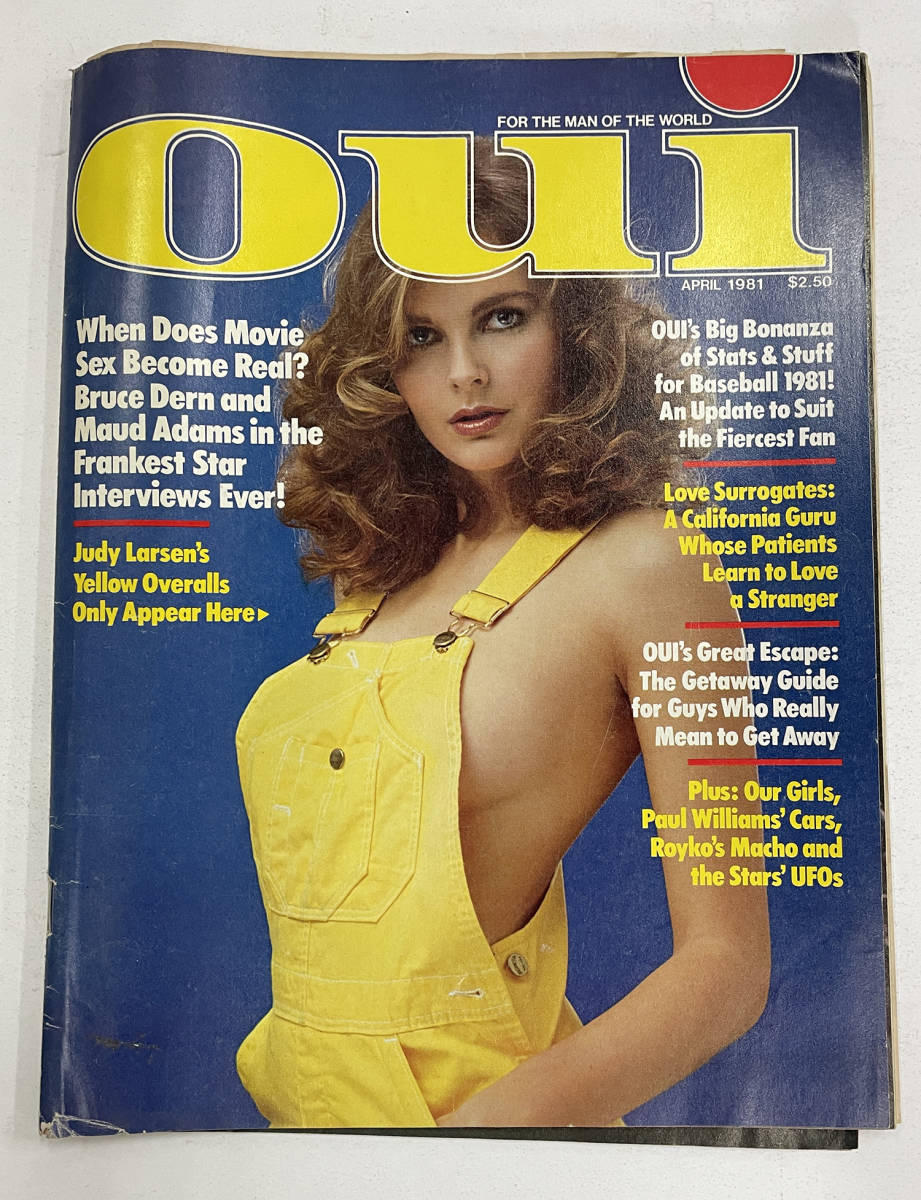 FOR THE MAN OF THE WORLD
Oui
APRIL 1981 $2.50
When Does Movie
Sex Become Real?
Bruce Dern and
Maud Adams in the
Frankest Star
Interviews Ever!
Judy Larsen's
Yellow Overalls
Only Appear Here▸
OUI's Big Bonanza
of Stats & Stuff
for Baseball 1981!
An Update to Suit
the Fiercest Fan
Love Surrogates:
A California Guru
Whose Patients
Learn to Love
a Stranger
OUI's Great Escape:
The Getaway Guide
for Guys Who Really
Mean to Get Away
Plus: Our Girls,
Paul Williams' Cars,
Royko's Macho and
the Stars' UFOs